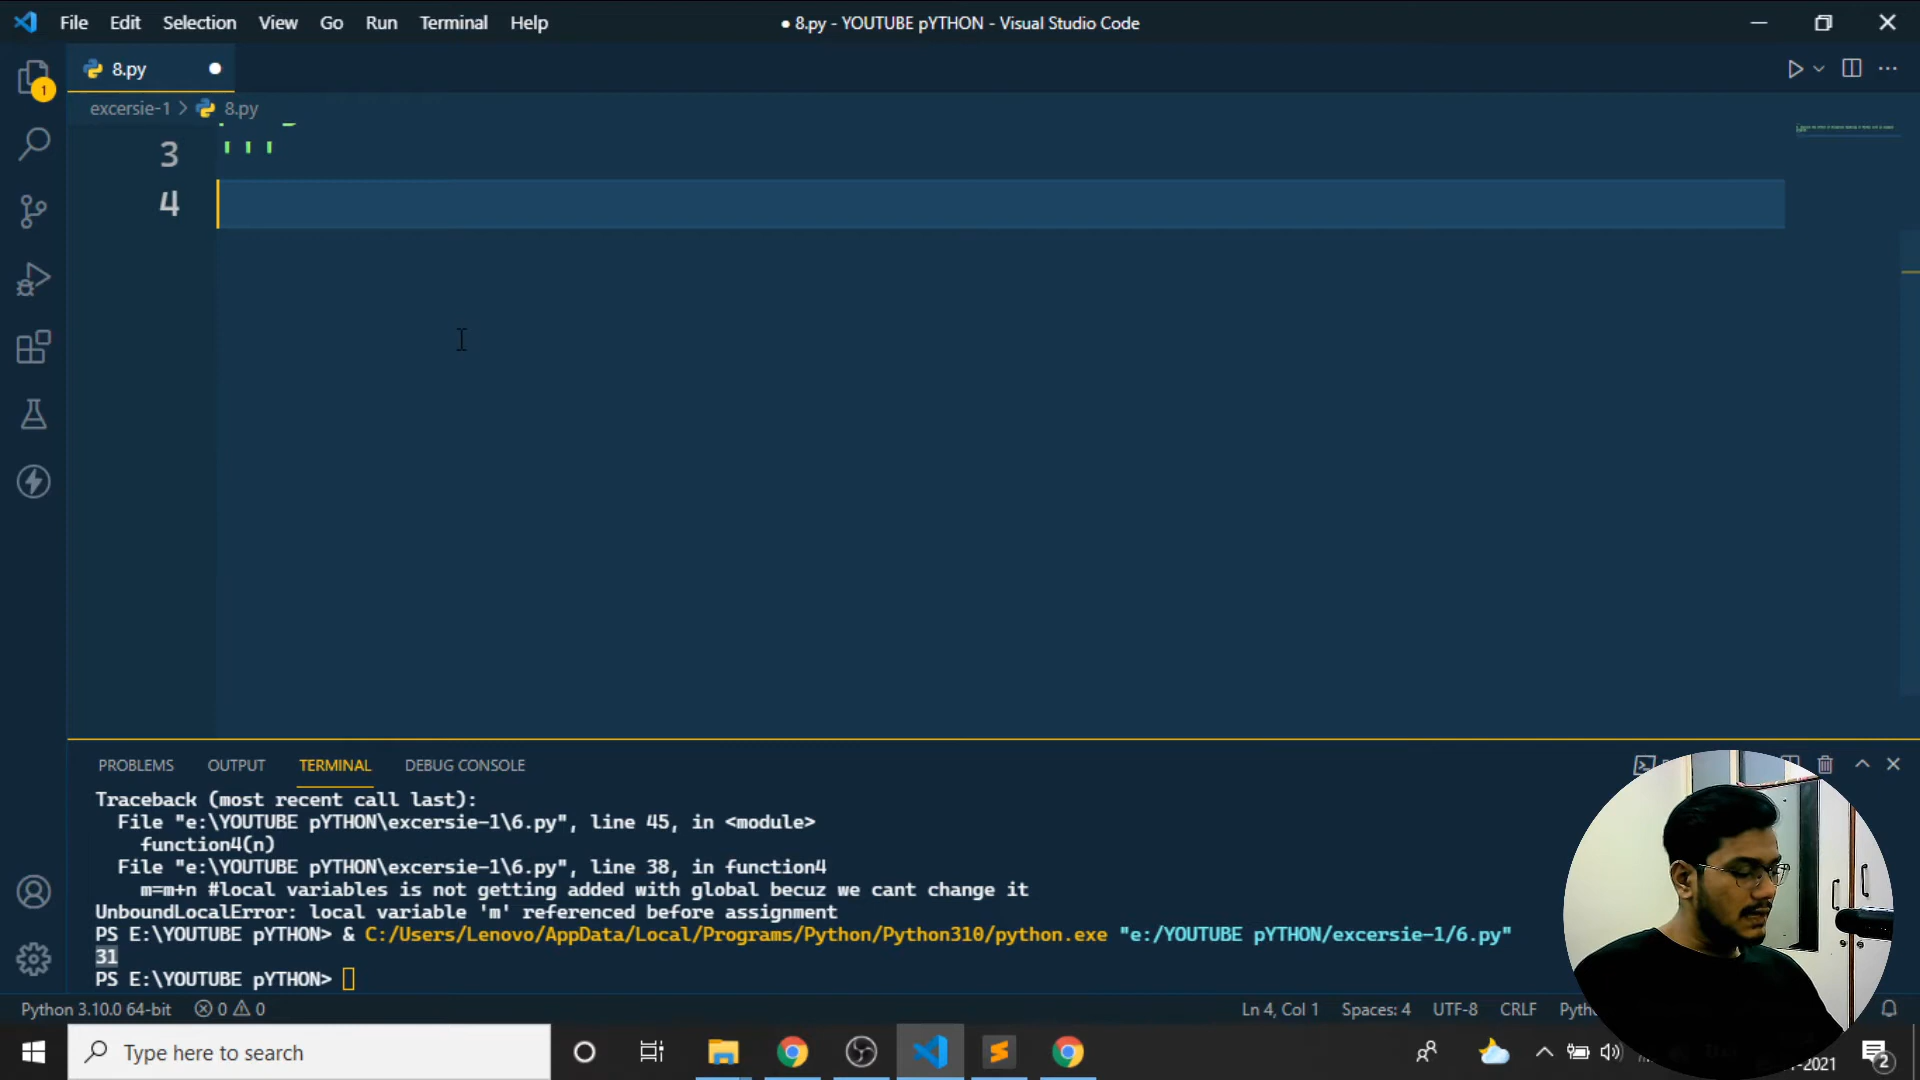 File Edit Selection View Go Run Terminal Help
● 8.py - YOUTUBE pYTHON - Visual Studio Code
8.py
1
excersie-1 > 8.py
3 '''
4
PROBLEMS OUTPUT TERMINAL DEBUG CONSOLE
Traceback (most recent call last):
File "e:\YOUTUBE pYTHON\excersie-1\6.py", line 45, in <module>
function4(n)
File "e:\YOUTUBE pYTHON\excersie-1\6.py", line 38, in function4
m=m+n #local variables is not getting added with global becuz we cant change it
UnboundLocalError: local variable 'm' referenced before assignment
PS E:\YOUTUBE pYTHON> & C:/Users/Lenovo/AppData/Local/Programs/Python/Python310/python.exe "e:/YOUTUBE pYTHON/excersie-1/6.py"
31
PS E:\YOUTUBE pYTHON>
Python 3.10.0 64-bit 0 0 Ln 4, Col 1 Spaces: 4 UTF-8 CRLF
Type here to search
2